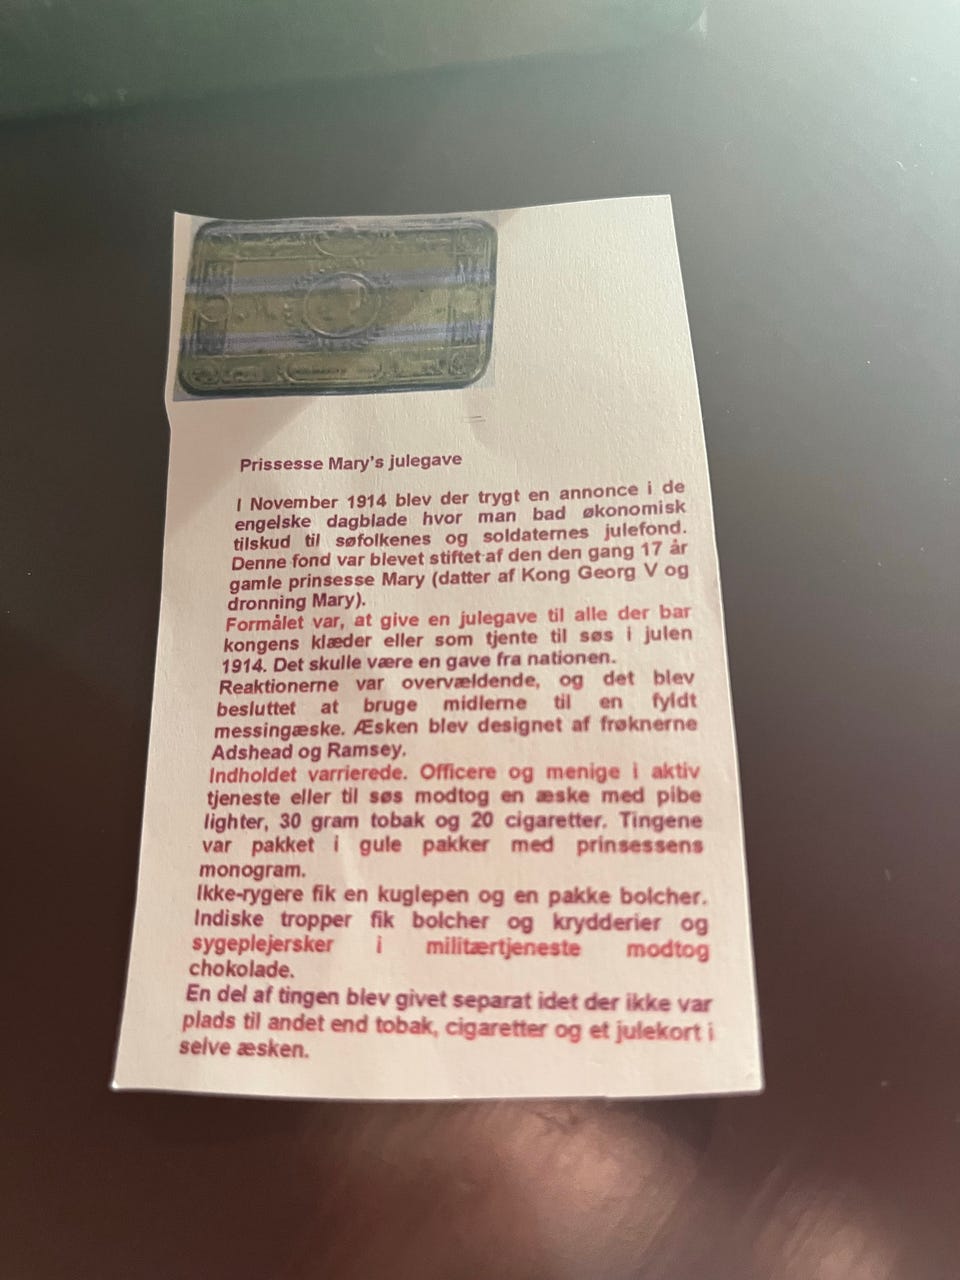 Prissesse Mary's julegave
I November 1914 blev der trygt en annonce i de
engelske dagblade hvor man bad økonomisk
tilskud til søfolkenes og soldaternes julefond.
Denne fond var blevet stiftet af den den gang 17 år
gamle prinsesse Mary (datter af Kong Georg V og
dronning Mary).
Formålet var, at give en julegave til alle der bar
kongens klæder eller som tjente til søs i julen
1914. Det skulle være en gave fra nationen.
Reaktionerne var overvældende, og det blev
besluttet at bruge midlerne til en fyldt
messingæske. Æsken blev designet af frøknerne
Adshead og Ramsey.
Indholdet varrierede. Officere og menige i aktiv
tjeneste eller til søs modtog en æske med pibe
lighter, 30 gram tobak og 20 cigaretter. Tingene
var pakket i gule pakker med prinsessens
monogram.
Ikke-rygere fik en kuglepen og en pakke bolcher.
Indiske tropper fik bolcher og krydderier og
sygeplejersker i militærtjeneste modtog
chokolade.
En del af tingen blev givet separat idet der ikke var
plads til andet end tobak, cigaretter og et julekort i
selve æsken.